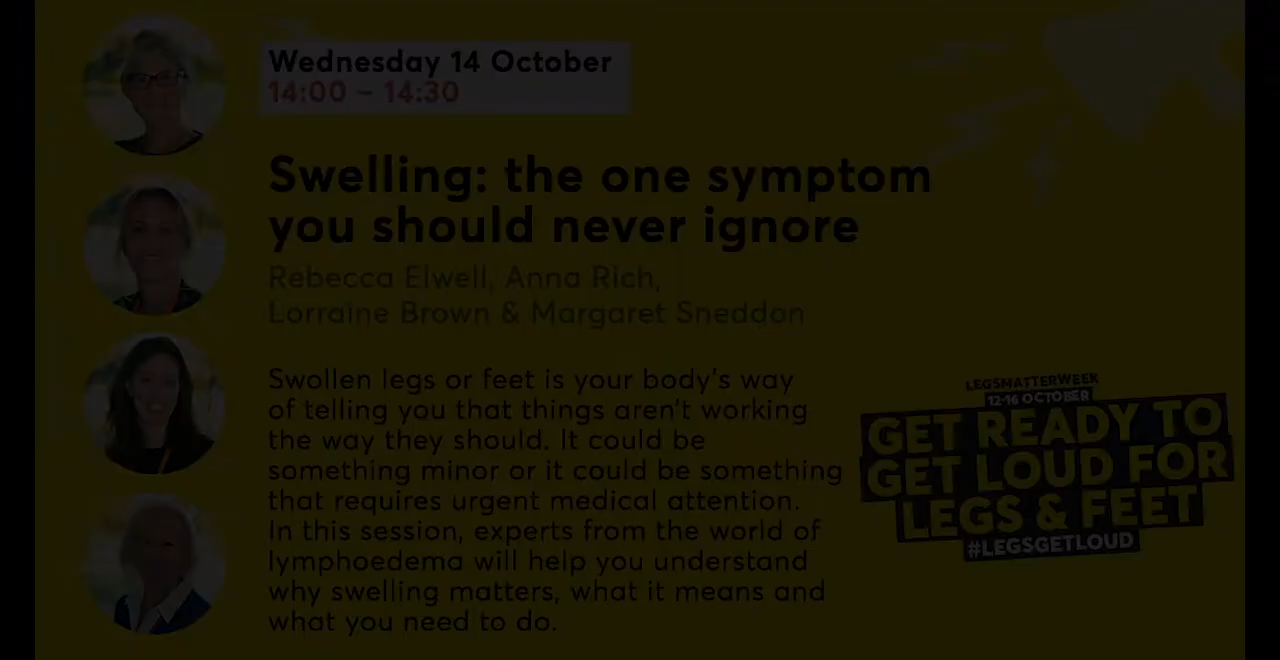 Wednesday 14 October
14:00 – 14:30
Swelling: the one symptom
you should never ignore
Rebecca Elwell, Anna Rich,
Lorraine Brown & Margaret Sneddon
Swollen legs or feet is your body's way
of telling you that things aren't working
the way they should. It could be
something minor or it could be something
that requires urgent medical attention.
In this session, experts from the world of
lymphoedema will help you understand
why swelling matters, what it means and
what you need to do.
LEGSMATTERWEEK
12-16 OCTOBER
GET READY TO
GET LOUD FOR
LEGS & FEET
#LEGSGETLOUD